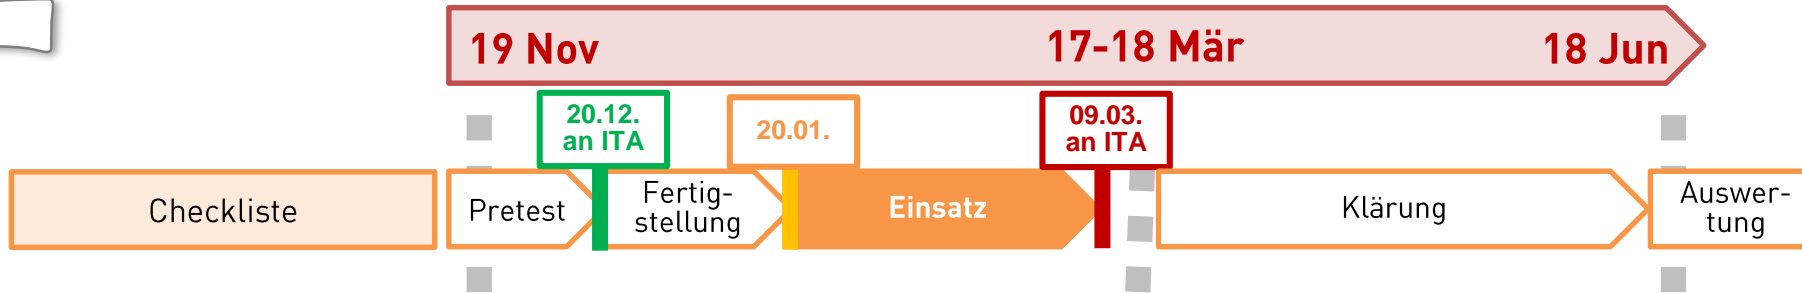 19 Nov
17-18 Mär
18 Jun
20.12.
an ITA
20.01.
09.03.
an ITA
Checkliste
Pretest
Fertig-
stellung
Einsatz
Klärung
Auswer-
tung